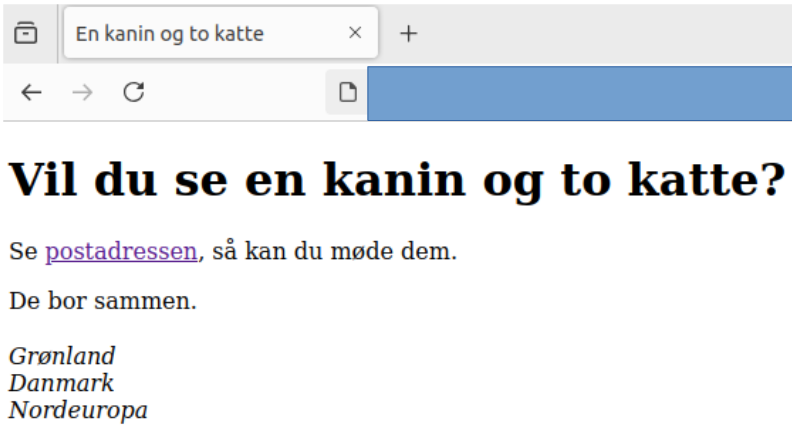 En kanin og to katte
Vil du se en kanin og to katte?
Se postadressen, så kan du møde dem.
De bor sammen.
Grønland
Danmark
Nordeuropa